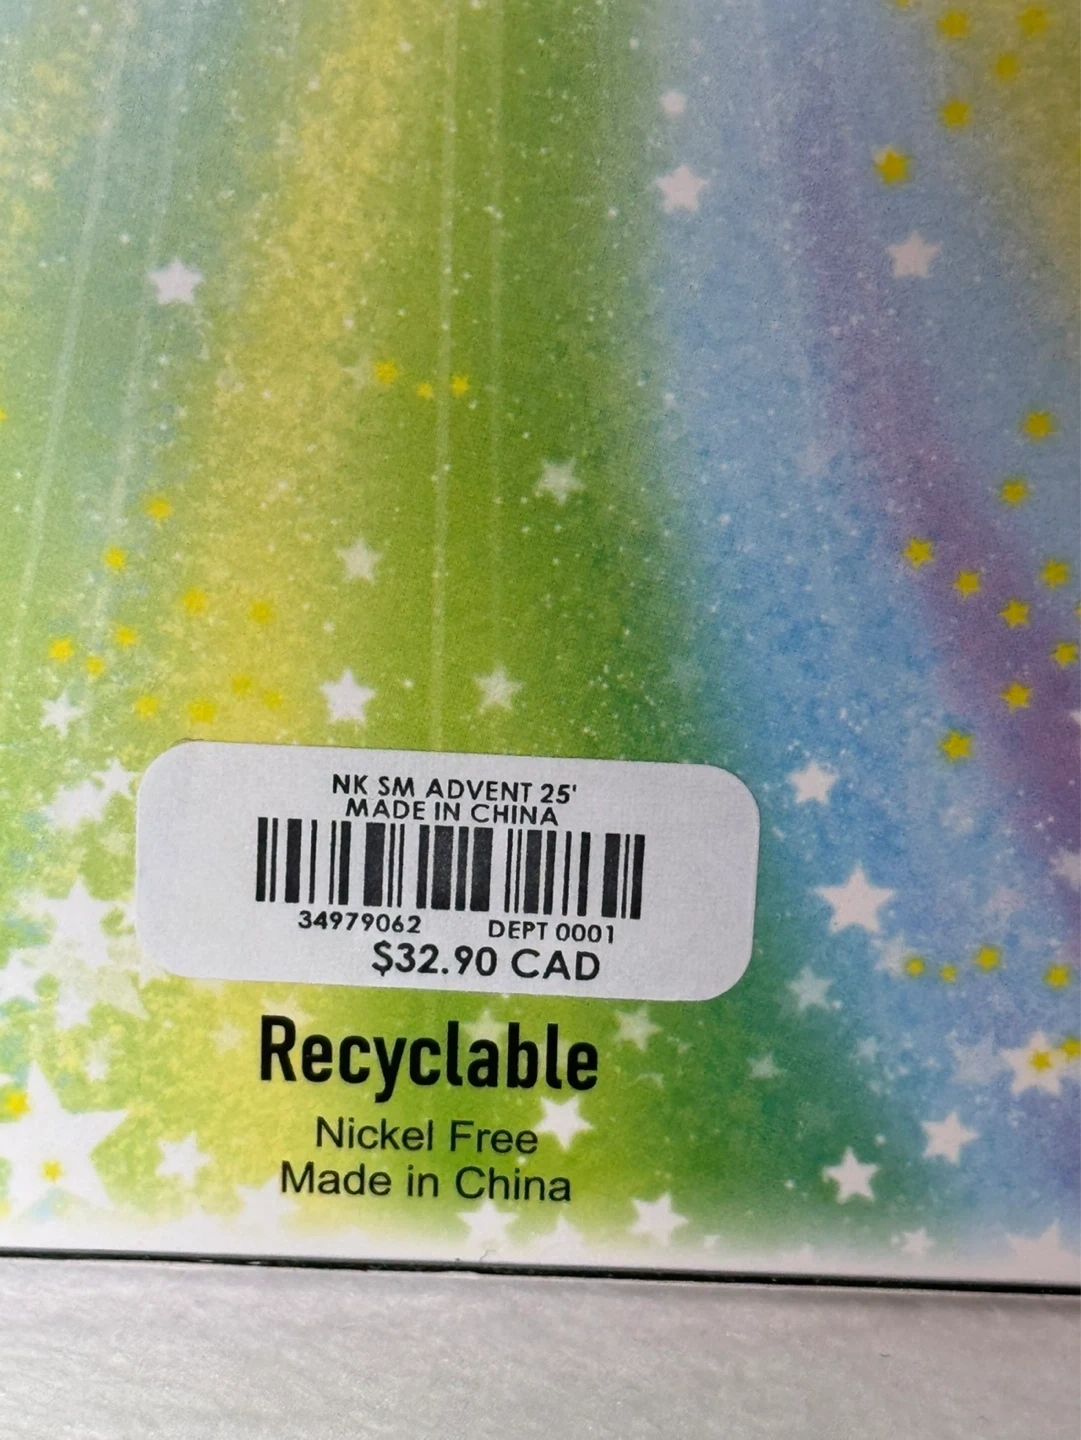 NK SM ADVENT 25'
MADE IN CHINA
34979062 DEPT 0001
$32.90 CAD
Recyclable
Nickel Free
Made in China